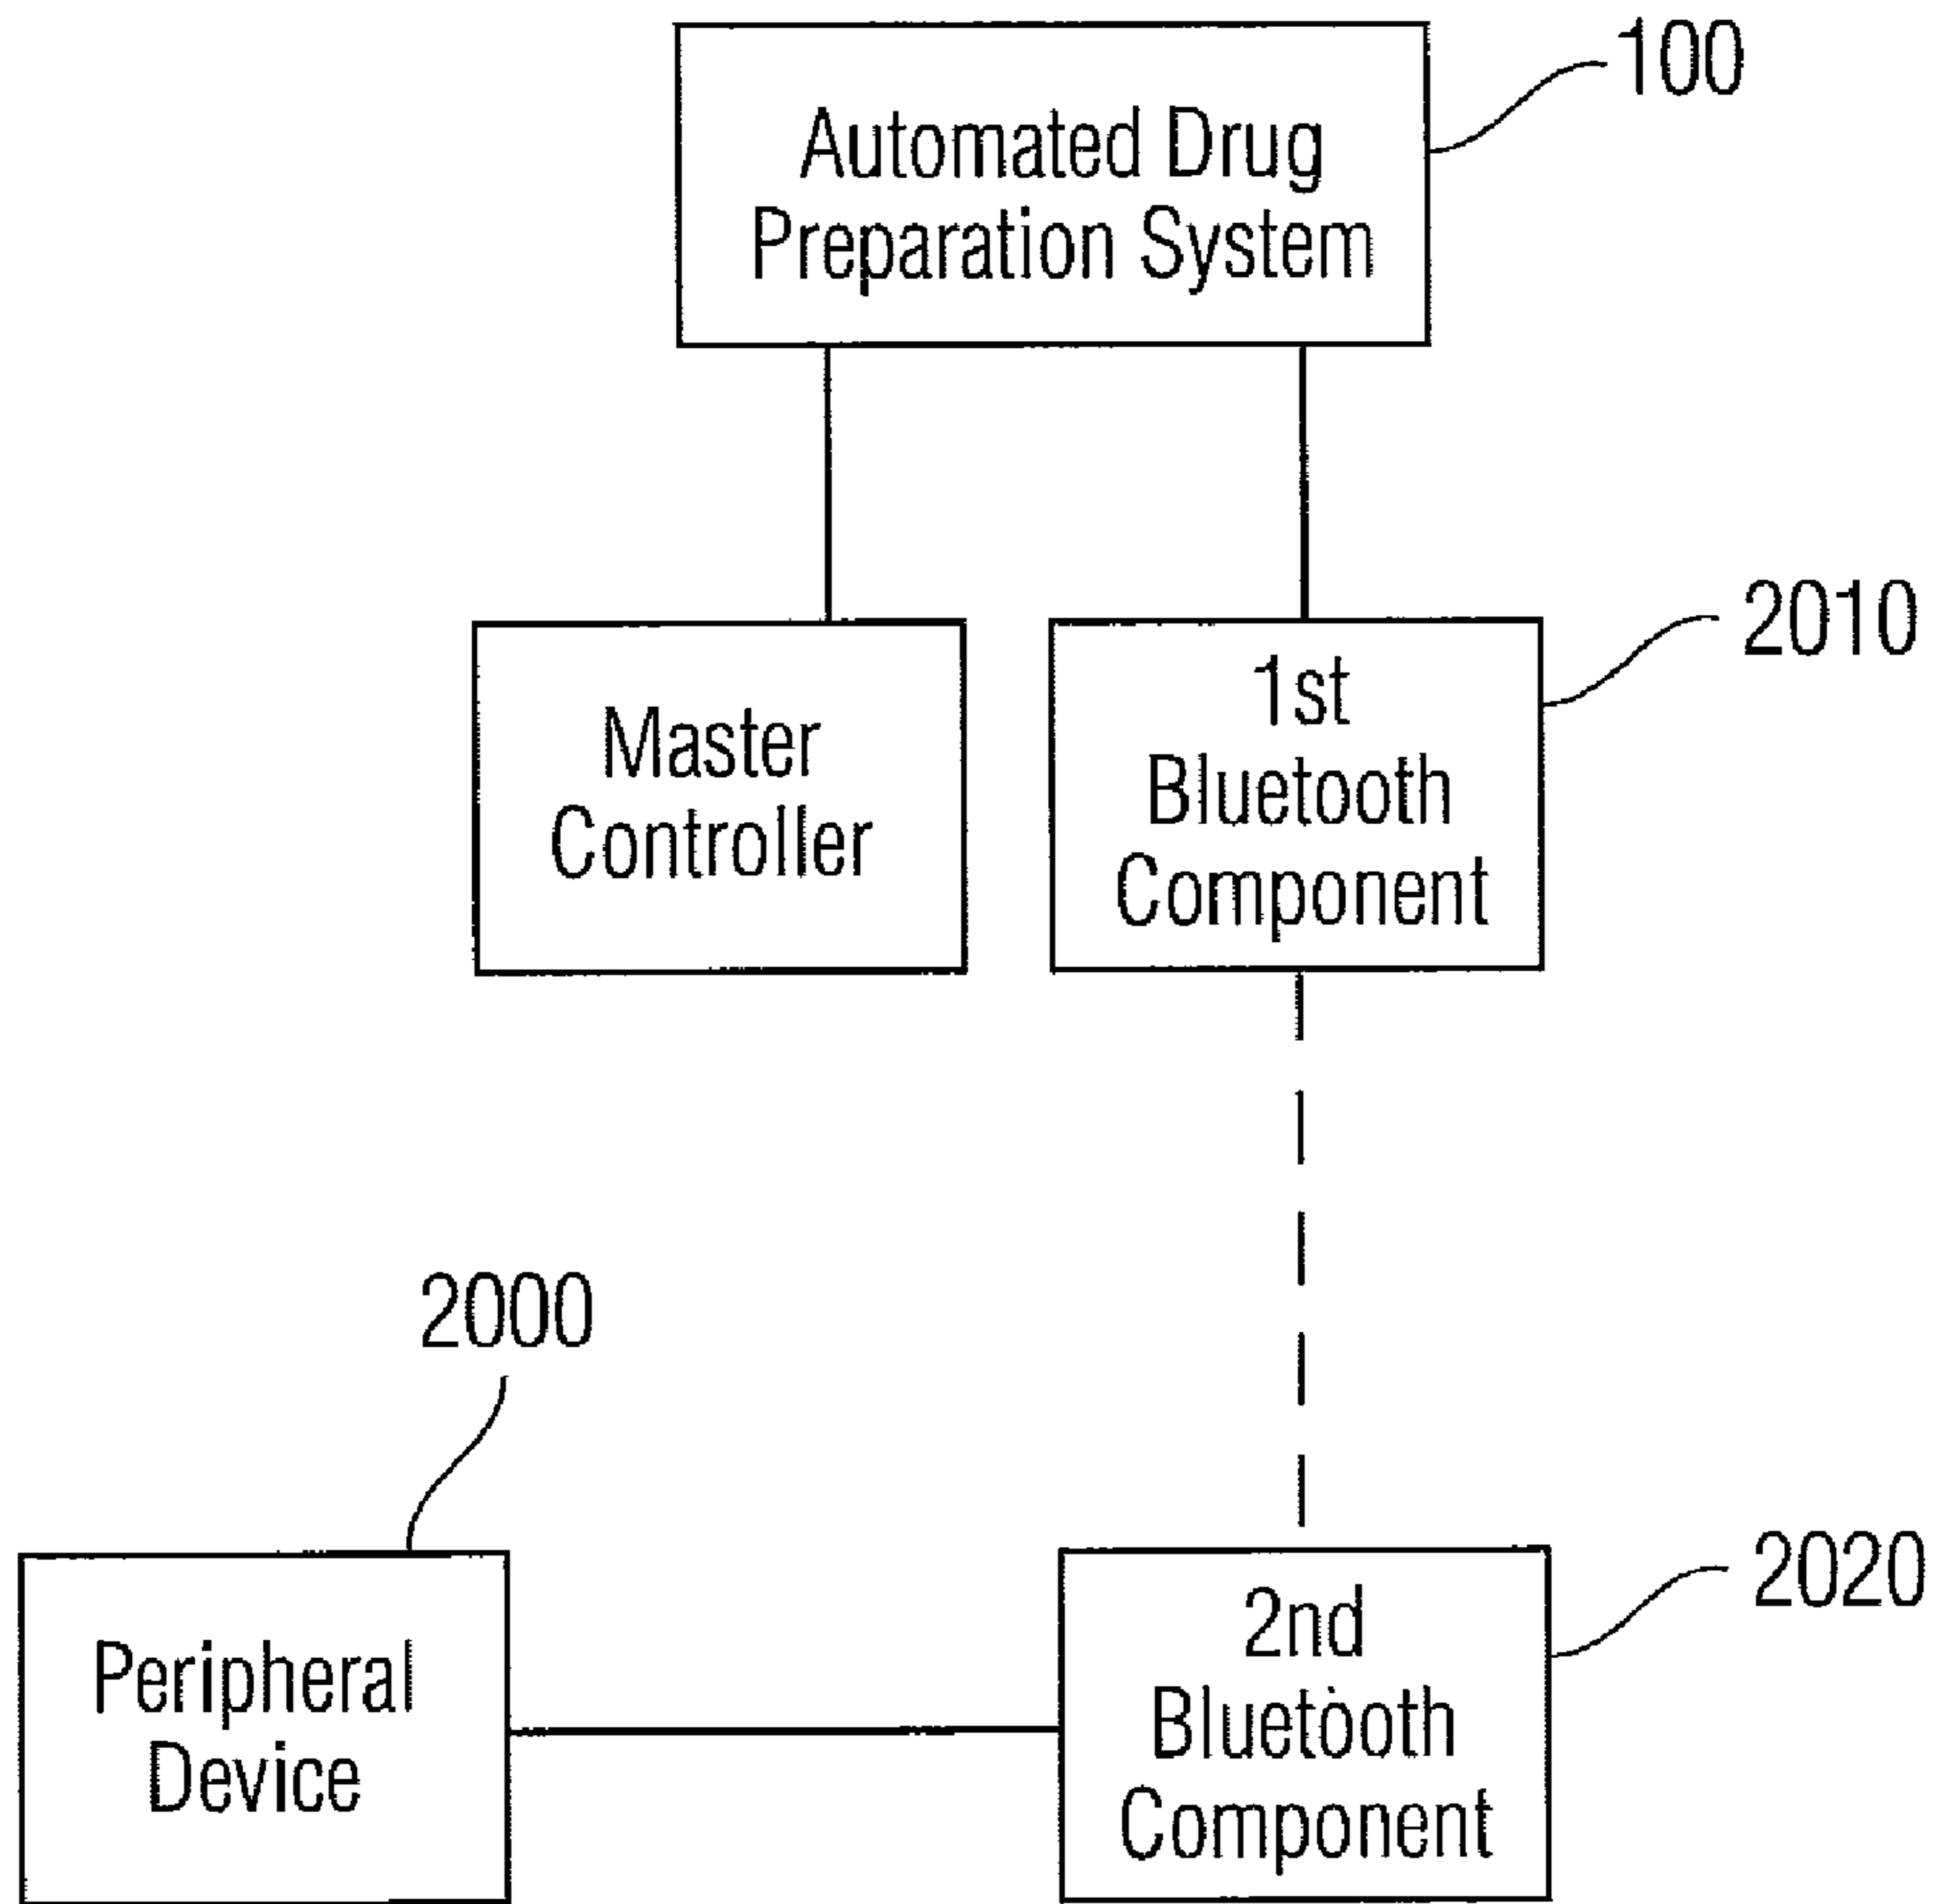 100
Automated Drug
Preparation System
2010
Master
Controller
1st
Bluetooth
Component
2000
2020
Peripheral
Device
2nd
Bluetooth
Component